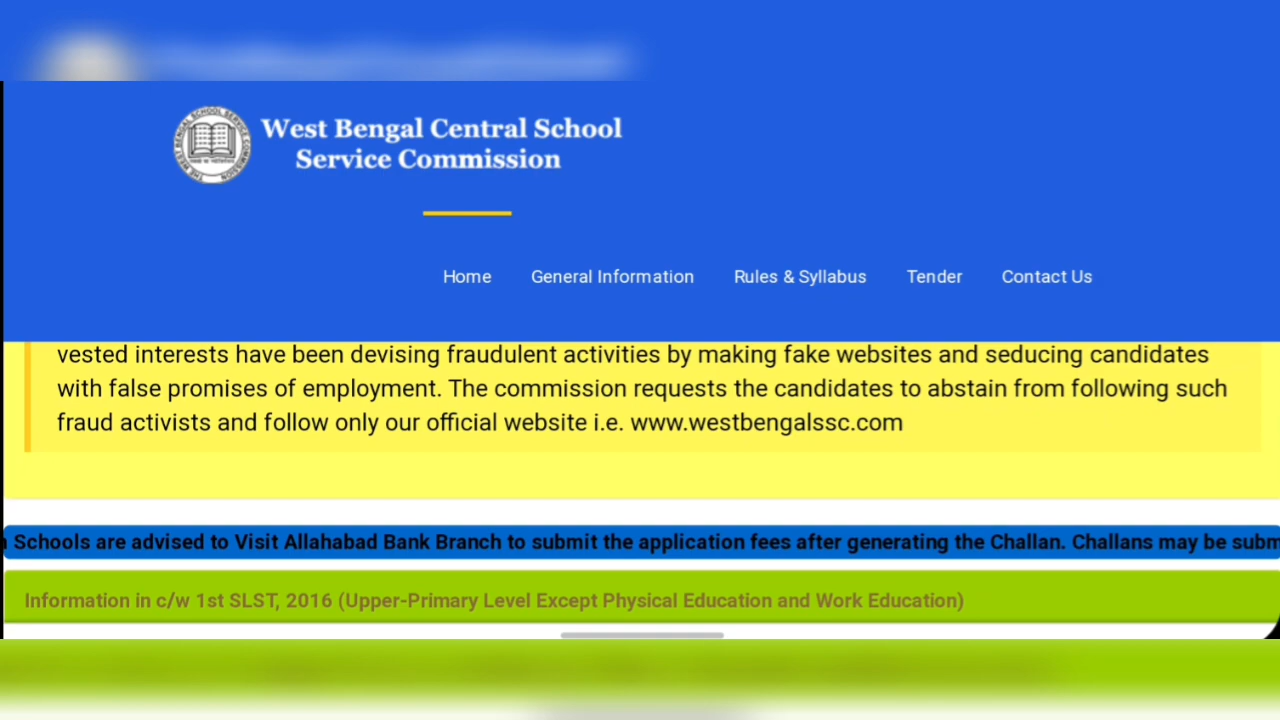 West Bengal Central School
Service Commission
Home General Information Rules & Syllabus Tender Contact Us
vested interests have been devising fraudulent activities by making fake websites and seducing candidates
with false promises of employment. The commission requests the candidates to abstain from following such
fraud activists and follow only our official website i.e. www.westbengalssc.com
Schools are advised to Visit Allahabad Bank Branch to submit the application fees after generating the Challan. Challans may be
Information in c/w 1st SLST, 2016 (Upper-Primary Level Except Physical Education and Work Education)